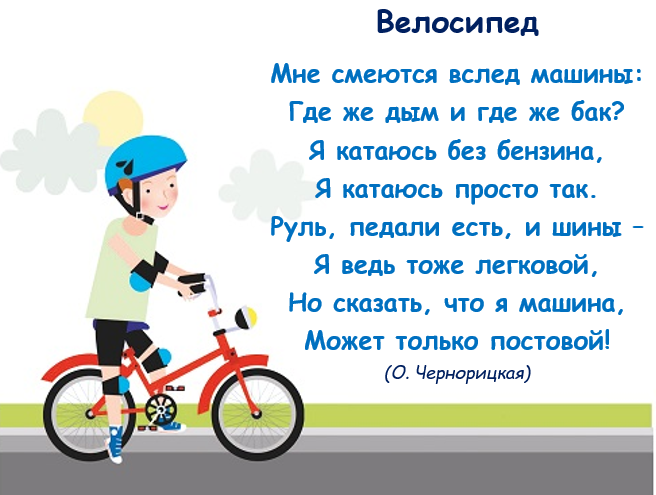 Велосипед
Мне смеются вслед машины:
Где же дым и где же бак?
Я катаюсь без бензина,
Я катаюсь просто так.
Руль, педали есть, и шины –
Я ведь тоже легковой,
Но сказать, что я машина,
Может только постовой!
(О. Чернорицкая)